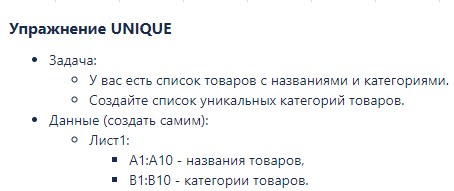 Упражнение UNIQUE
Задача:
У вас есть список товаров с названиями и категориями.
Создайте список уникальных категорий товаров.
Данные (создать самим):
Лист1:
A1:A10 - названия товаров,
B1:B10 - категории товаров.